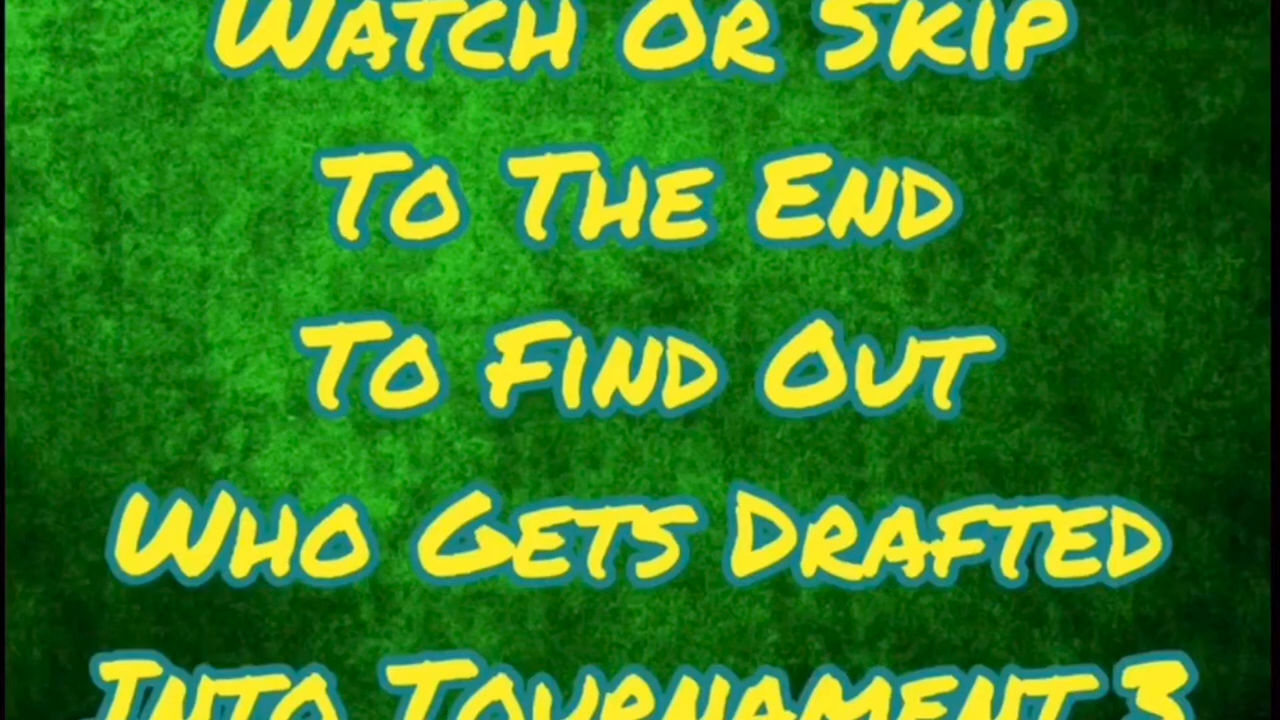 Watch Or Skip
To The End
To Find Out
Who Gets Drafted
Into Tournament 3